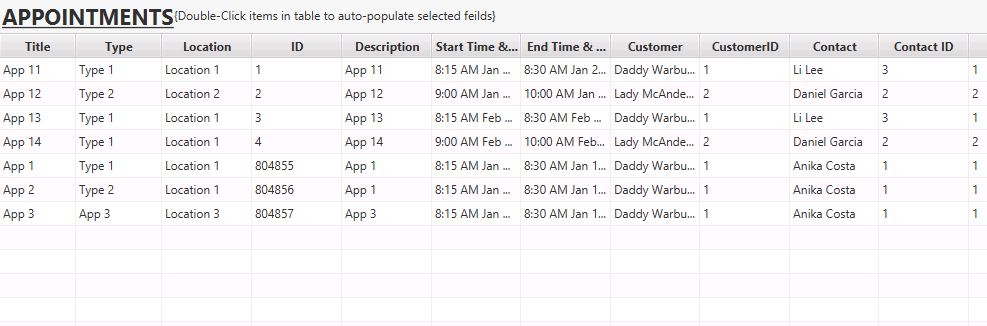 APPOINTMENTS{Double-Click items in table to auto-populate selected feilds}
Title Type Location ID Description Start Time &... End Time & ... Customer CustomerID Contact Contact ID
App 11 Type 1 Location 1 1 App 11 8:15 AM Jan ... 8:30 AM Jan 2... Daddy Warbu... 1 Li Lee 3 1
App 12 Type 2 Location 2 2 App 12 9:00 AM Jan ... 10:00 AM Jan ... Lady McAnde... 2 Daniel Garcia 2 2
App 13 Type 1 Location 1 3 App 13 8:15 AM Feb ... 8:30 AM Feb ... Daddy Warbu... 1 Li Lee 3 1
App 14 Type 1 Location 1 4 App 14 9:00 AM Feb ... 10:00 AM Feb... Lady McAnde... 2 Daniel Garcia 2 2
App 1 Type 1 Location 1 804855 App 1 8:15 AM Jan ... 8:30 AM Jan 1... Daddy Warbu... 1 Anika Costa 1 1
App 2 Type 2 Location 1 804856 App 1 8:15 AM Jan ... 8:30 AM Jan 1... Daddy Warbu... 1 Anika Costa 1 1
App 3 App 3 Location 3 804857 App 3 8:15 AM Jan ... 8:30 AM Jan 1... Daddy Warbu... 1 Anika Costa 1 1